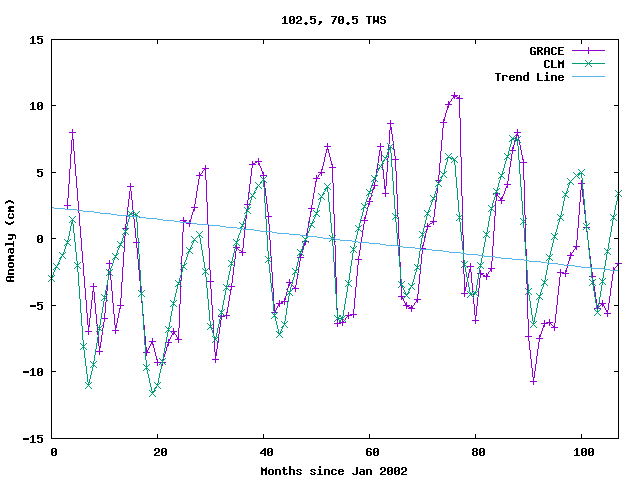 102.5, 70.5 TWS
GRACE
CLM
Trend Line
15
10
5
0
-5
-10
-15
Anomaly (cm)
0 20 40 60 80 100
Months since Jan 2002